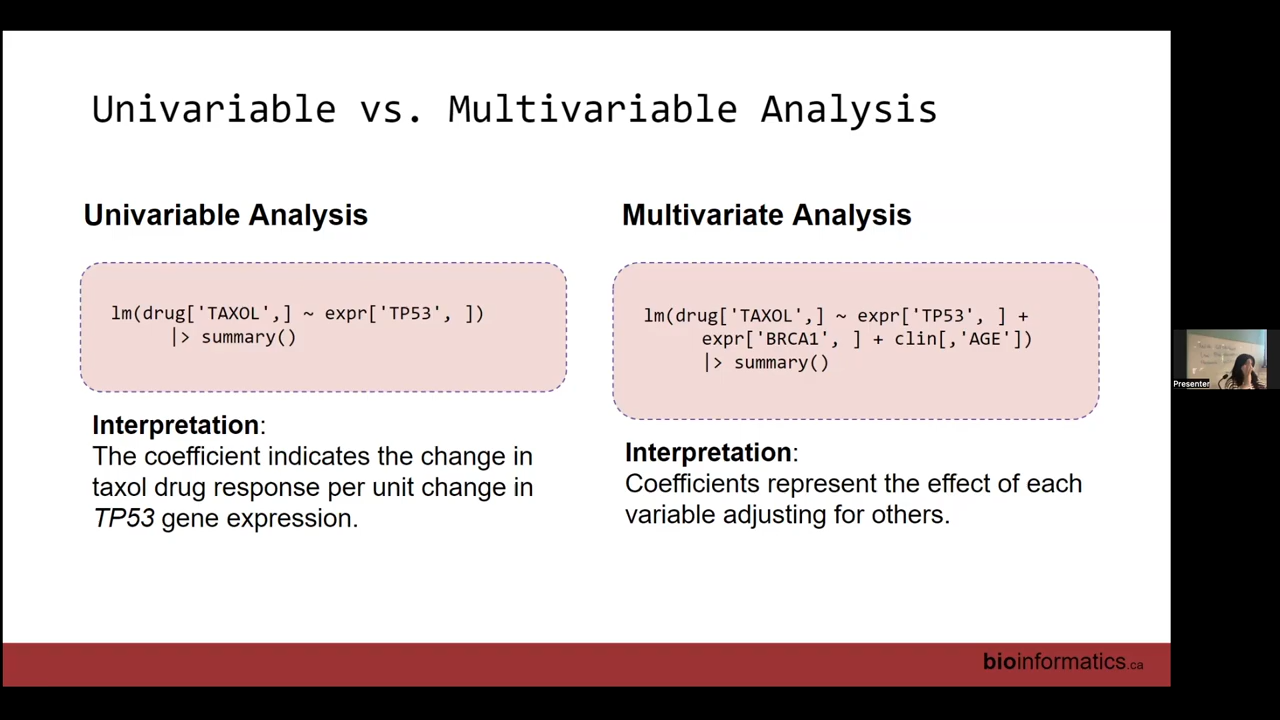 Univariable vs. Multivariable Analysis
Univariable Analysis
lm(drug['TAXOL',] ~ expr['TP53', ])
|> summary()
Interpretation:
The coefficient indicates the change in
taxol drug response per unit change in
TP53 gene expression.
Multivariate Analysis
lm(drug['TAXOL',] ~ expr['TP53', ] +
expr['BRCA1', ] + clin[,'AGE'])
|> summary()
Interpretation:
Coefficients represent the effect of each
variable adjusting for others.
bioinformatics.ca
Presenter